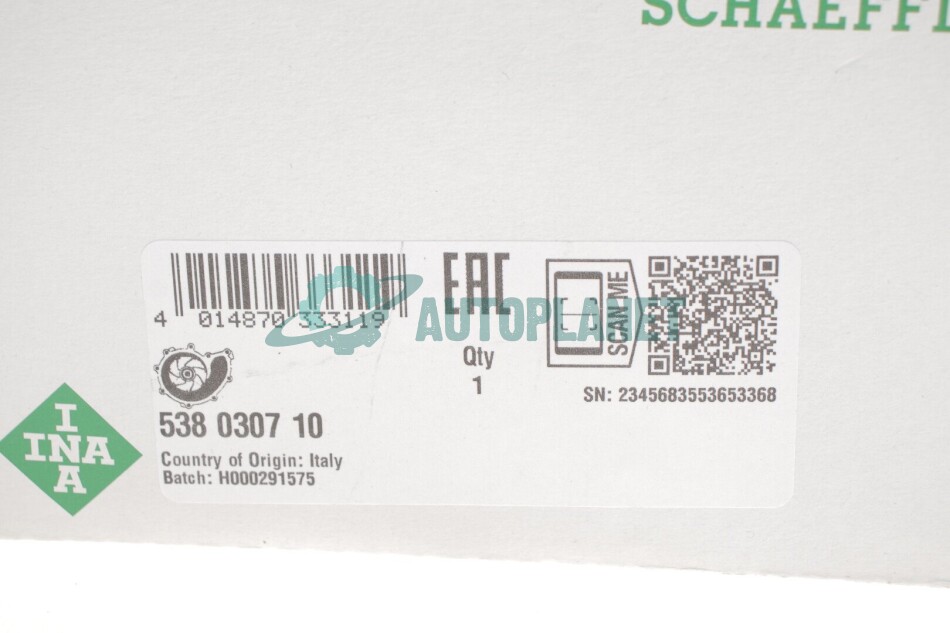 SCHAEFFL
4 014870 333119
EAC
AUTOPLANET
SCAN ME
Qty
1
SN: 2345683553653368
538 0307 10
Country of Origin: Italy
Batch: H000291575
I
INA
A